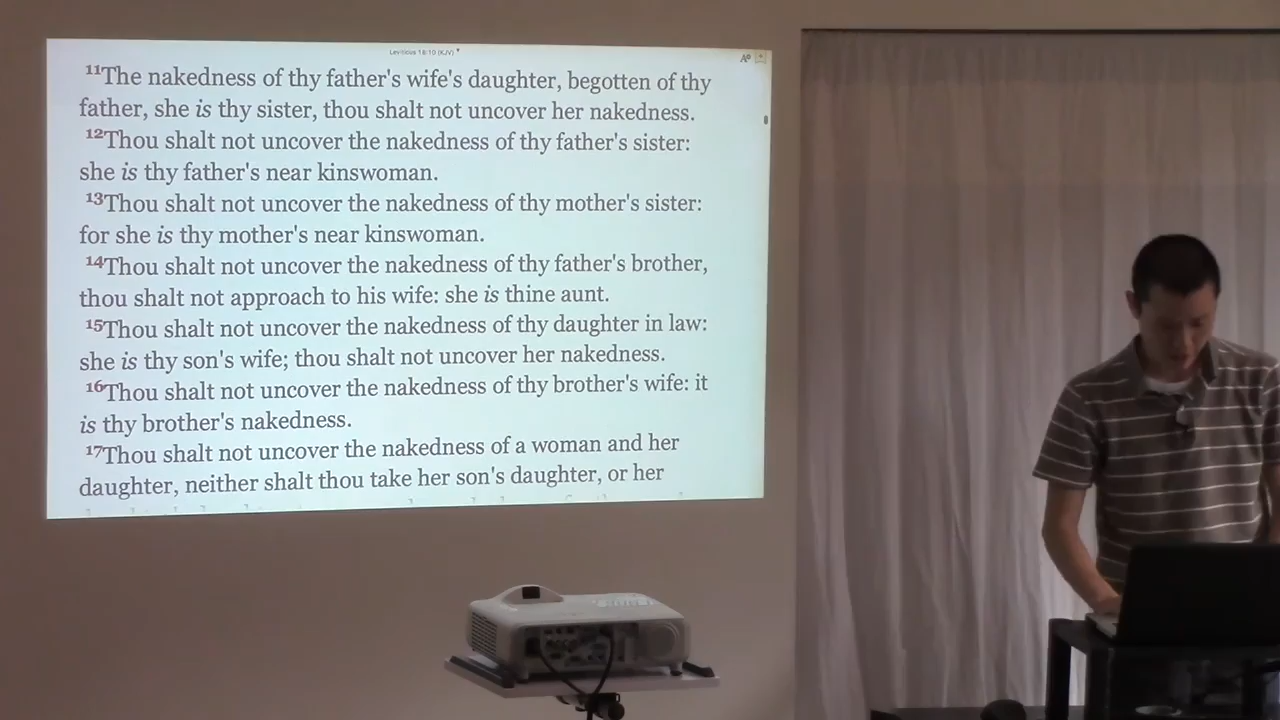 Leviticus 18:10 (KJV)
11The nakedness of thy father's wife's daughter, begotten of thy
father, she is thy sister, thou shalt not uncover her nakedness.
12Thou shalt not uncover the nakedness of thy father's sister:
she is thy father's near kinswoman.
13Thou shalt not uncover the nakedness of thy mother's sister:
for she is thy mother's near kinswoman.
14Thou shalt not uncover the nakedness of thy father's brother,
thou shalt not approach to his wife: she is thine aunt.
15Thou shalt not uncover the nakedness of thy daughter in law:
she is thy son's wife; thou shalt not uncover her nakedness.
16Thou shalt not uncover the nakedness of thy brother's wife: it
is thy brother's nakedness.
17Thou shalt not uncover the nakedness of a woman and her
daughter, neither shalt thou take her son's daughter, or her